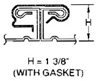 H
H = 1 3/8"
(WITH GASKET)